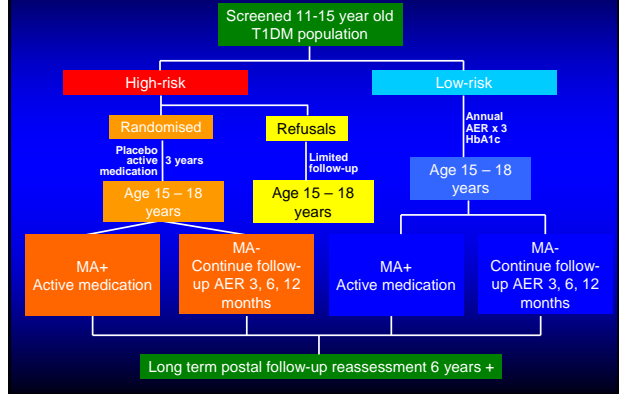 Screened 11-15 year old
T1DM population
High-risk
Low-risk
Randomised
Refusals
Annual
AER x 3
HbA1c
Placebo
active
medication
3 years
Limited
follow-up
Age 15 – 18
years
Age 15 – 18
years
Age 15 – 18
years
MA+
Active medication
MA-
Continue follow-
up AER 3, 6, 12
months
MA+
Active medication
MA-
Continue follow-
up AER 3, 6, 12
months
Long term postal follow-up reassessment 6 years +